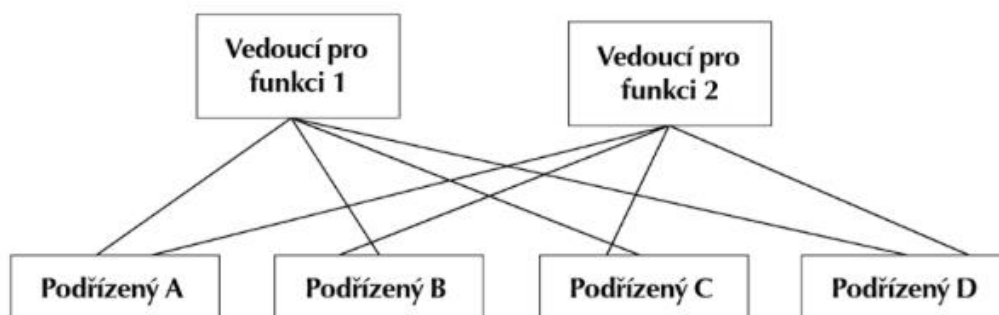 Vedoucí pro
funkci 1
Vedoucí pro
funkci 2
Podřízený A
Podřízený B
Podřízený C
Podřízený D